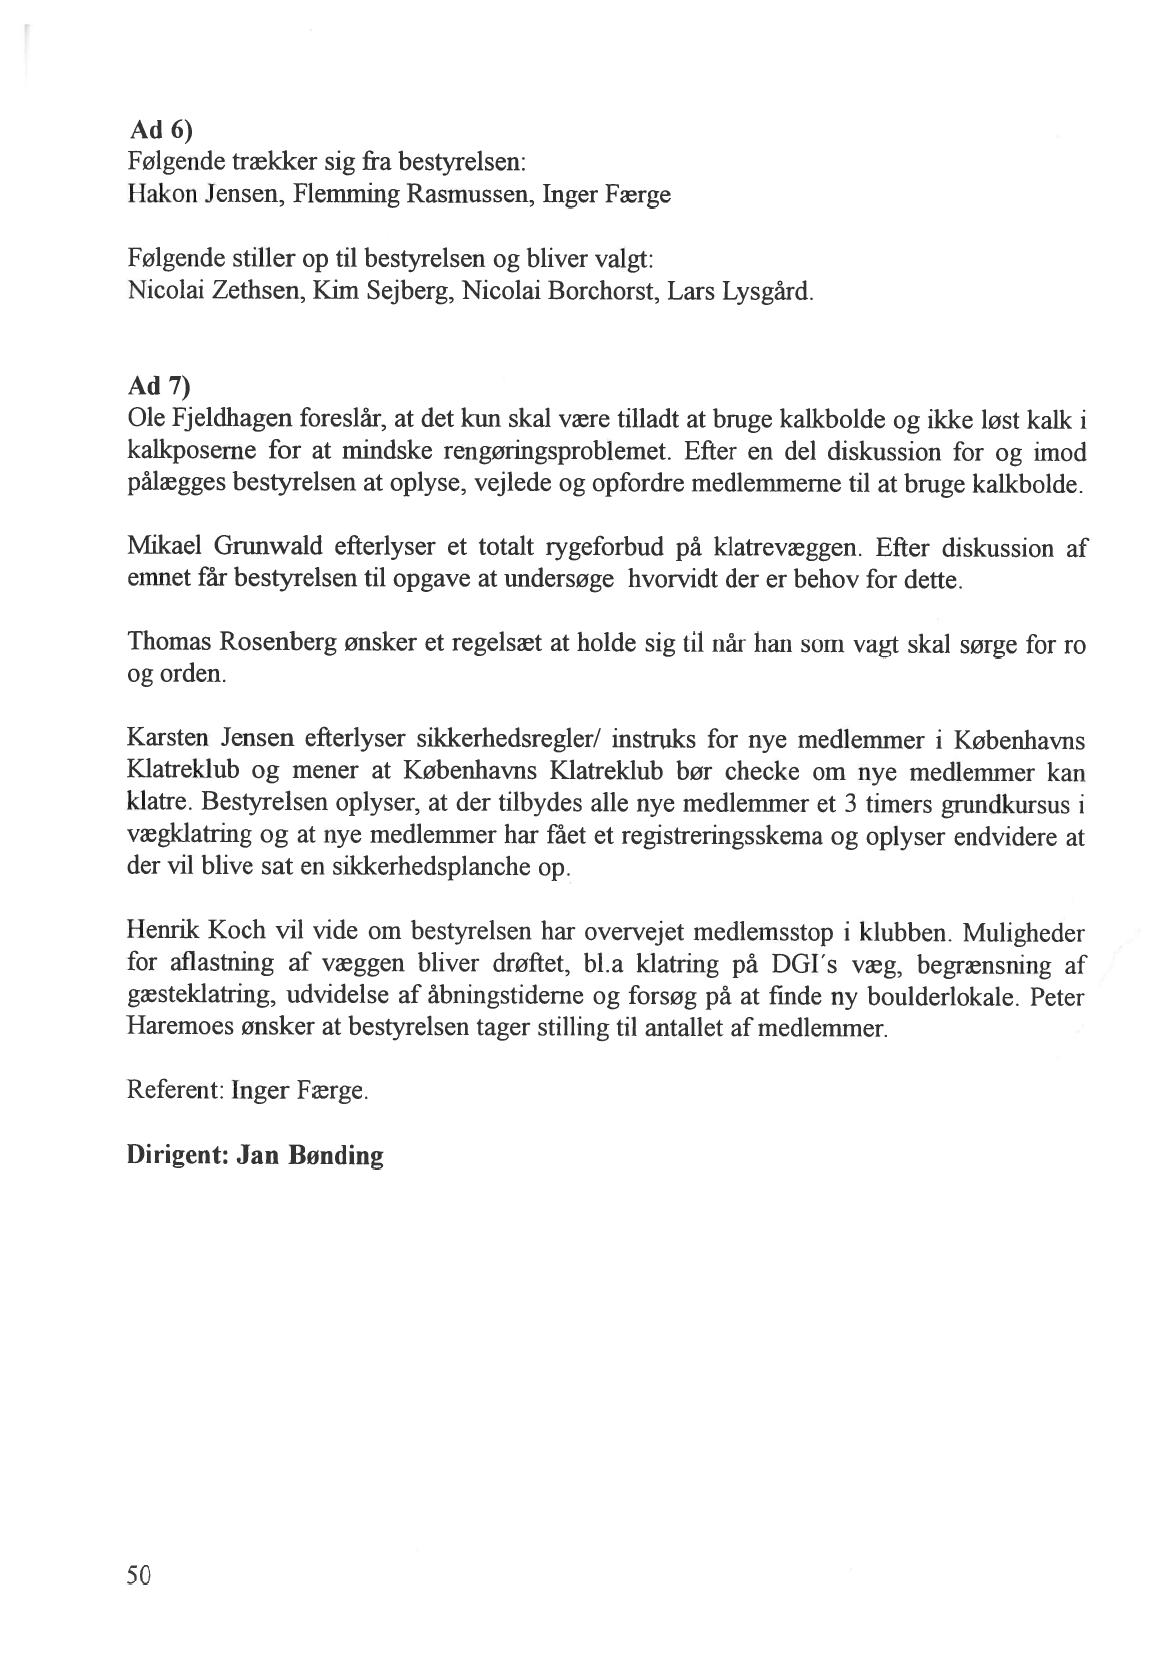 Ad 6)
Følgende trækker sig fra bestyrelsen:
Hakon Jensen, Flemming Rasmussen, Inger Færge
Følgende stiller op til bestyrelsen og bliver valgt:
Nicolai Zethsen, Kim Sejberg, Nicolai Borchorst, Lars Lysgård.
Ad 7)
Ole Fjeldhagen foreslår, at det kun skal være tilladt at bruge kalkbolde og ikke løst kalk i
kalkposerne for at mindske rengøringsproblemet. Efter en del diskussion for og imod
pålægges bestyrelsen at oplyse, vejlede og opfordre medlemmerne til at bruge kalkbolde.
Mikael Grunwald efterlyser et totalt rygeforbud på klatrevæggen. Efter diskussion af
emnet får bestyrelsen til opgave at undersøge hvorvidt der er behov for dette.
Thomas Rosenberg ønsker et regelsæt at holde sig til når han som vagt skal sørge for ro
og orden.
Karsten Jensen efterlyser sikkerhedsregler/ instruks for nye medlemmer i Københavns
Klatreklub og mener at Københavns Klatreklub bør checke om nye medlemmer kan
klatre. Bestyrelsen oplyser, at der tilbydes alle nye medlemmer et 3 timers grundkursus i
vægklatring og at nye medlemmer har fået et registreringsskema og oplyser endvidere at
der vil blive sat en sikkerhedsplanche op.
Henrik Koch vil vide om bestyrelsen har overvejet medlemsstop i klubben. Muligheder
for aflastning af væggen bliver drøftet, bl.a klatring på DGI´s væg, begrænsning af
gæsteklatring, udvidelse af åbningstiderne og forsøg på at finde ny boulderlokale. Peter
Haremoes ønsker at bestyrelsen tager stilling til antallet af medlemmer.
Referent: Inger Færge.
Dirigent: Jan Bønding
50